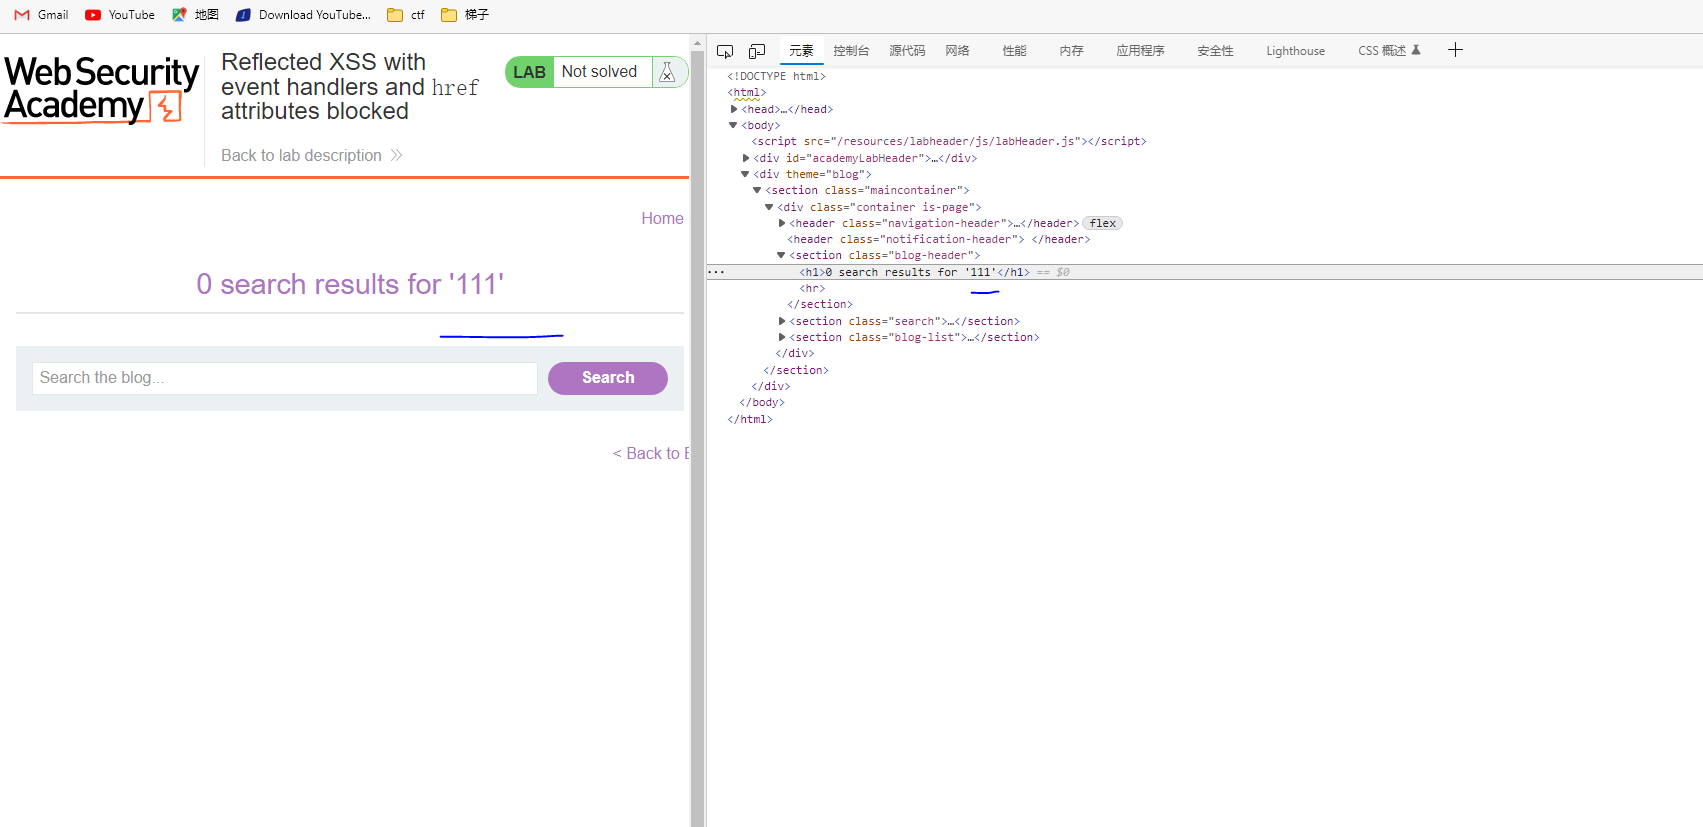 Gmail YouTube 地图 Download YouTube... ctf 梯子
Web Security
Academy
Reflected XSS with
event handlers and href
attributes blocked
Back to lab description
LAB Not solved
Home
0 search results for '111'
Search the blog...
Search
< Back to B
元素 控制台 源代码 网络 性能 内存 应用程序 安全性 Lighthouse CSS 概述
<!DOCTYPE html>
<html>
<head>…</head>
<body>
<script src="/resources/labheader/js/labHeader.js"></script>
<div id="academyLabHeader">…</div>
<div theme="blog">
<section class="maincontainer">
<div class="container is-page">
<header class="navigation-header">…</header> flex
<header class="notification-header"> </header>
<section class="blog-header">
<h1>0 search results for '111'</h1> == $0
<hr>
</section>
<section class="search">…</section>
<section class="blog-list">…</section>
</div>
</section>
</div>
</body>
</html>